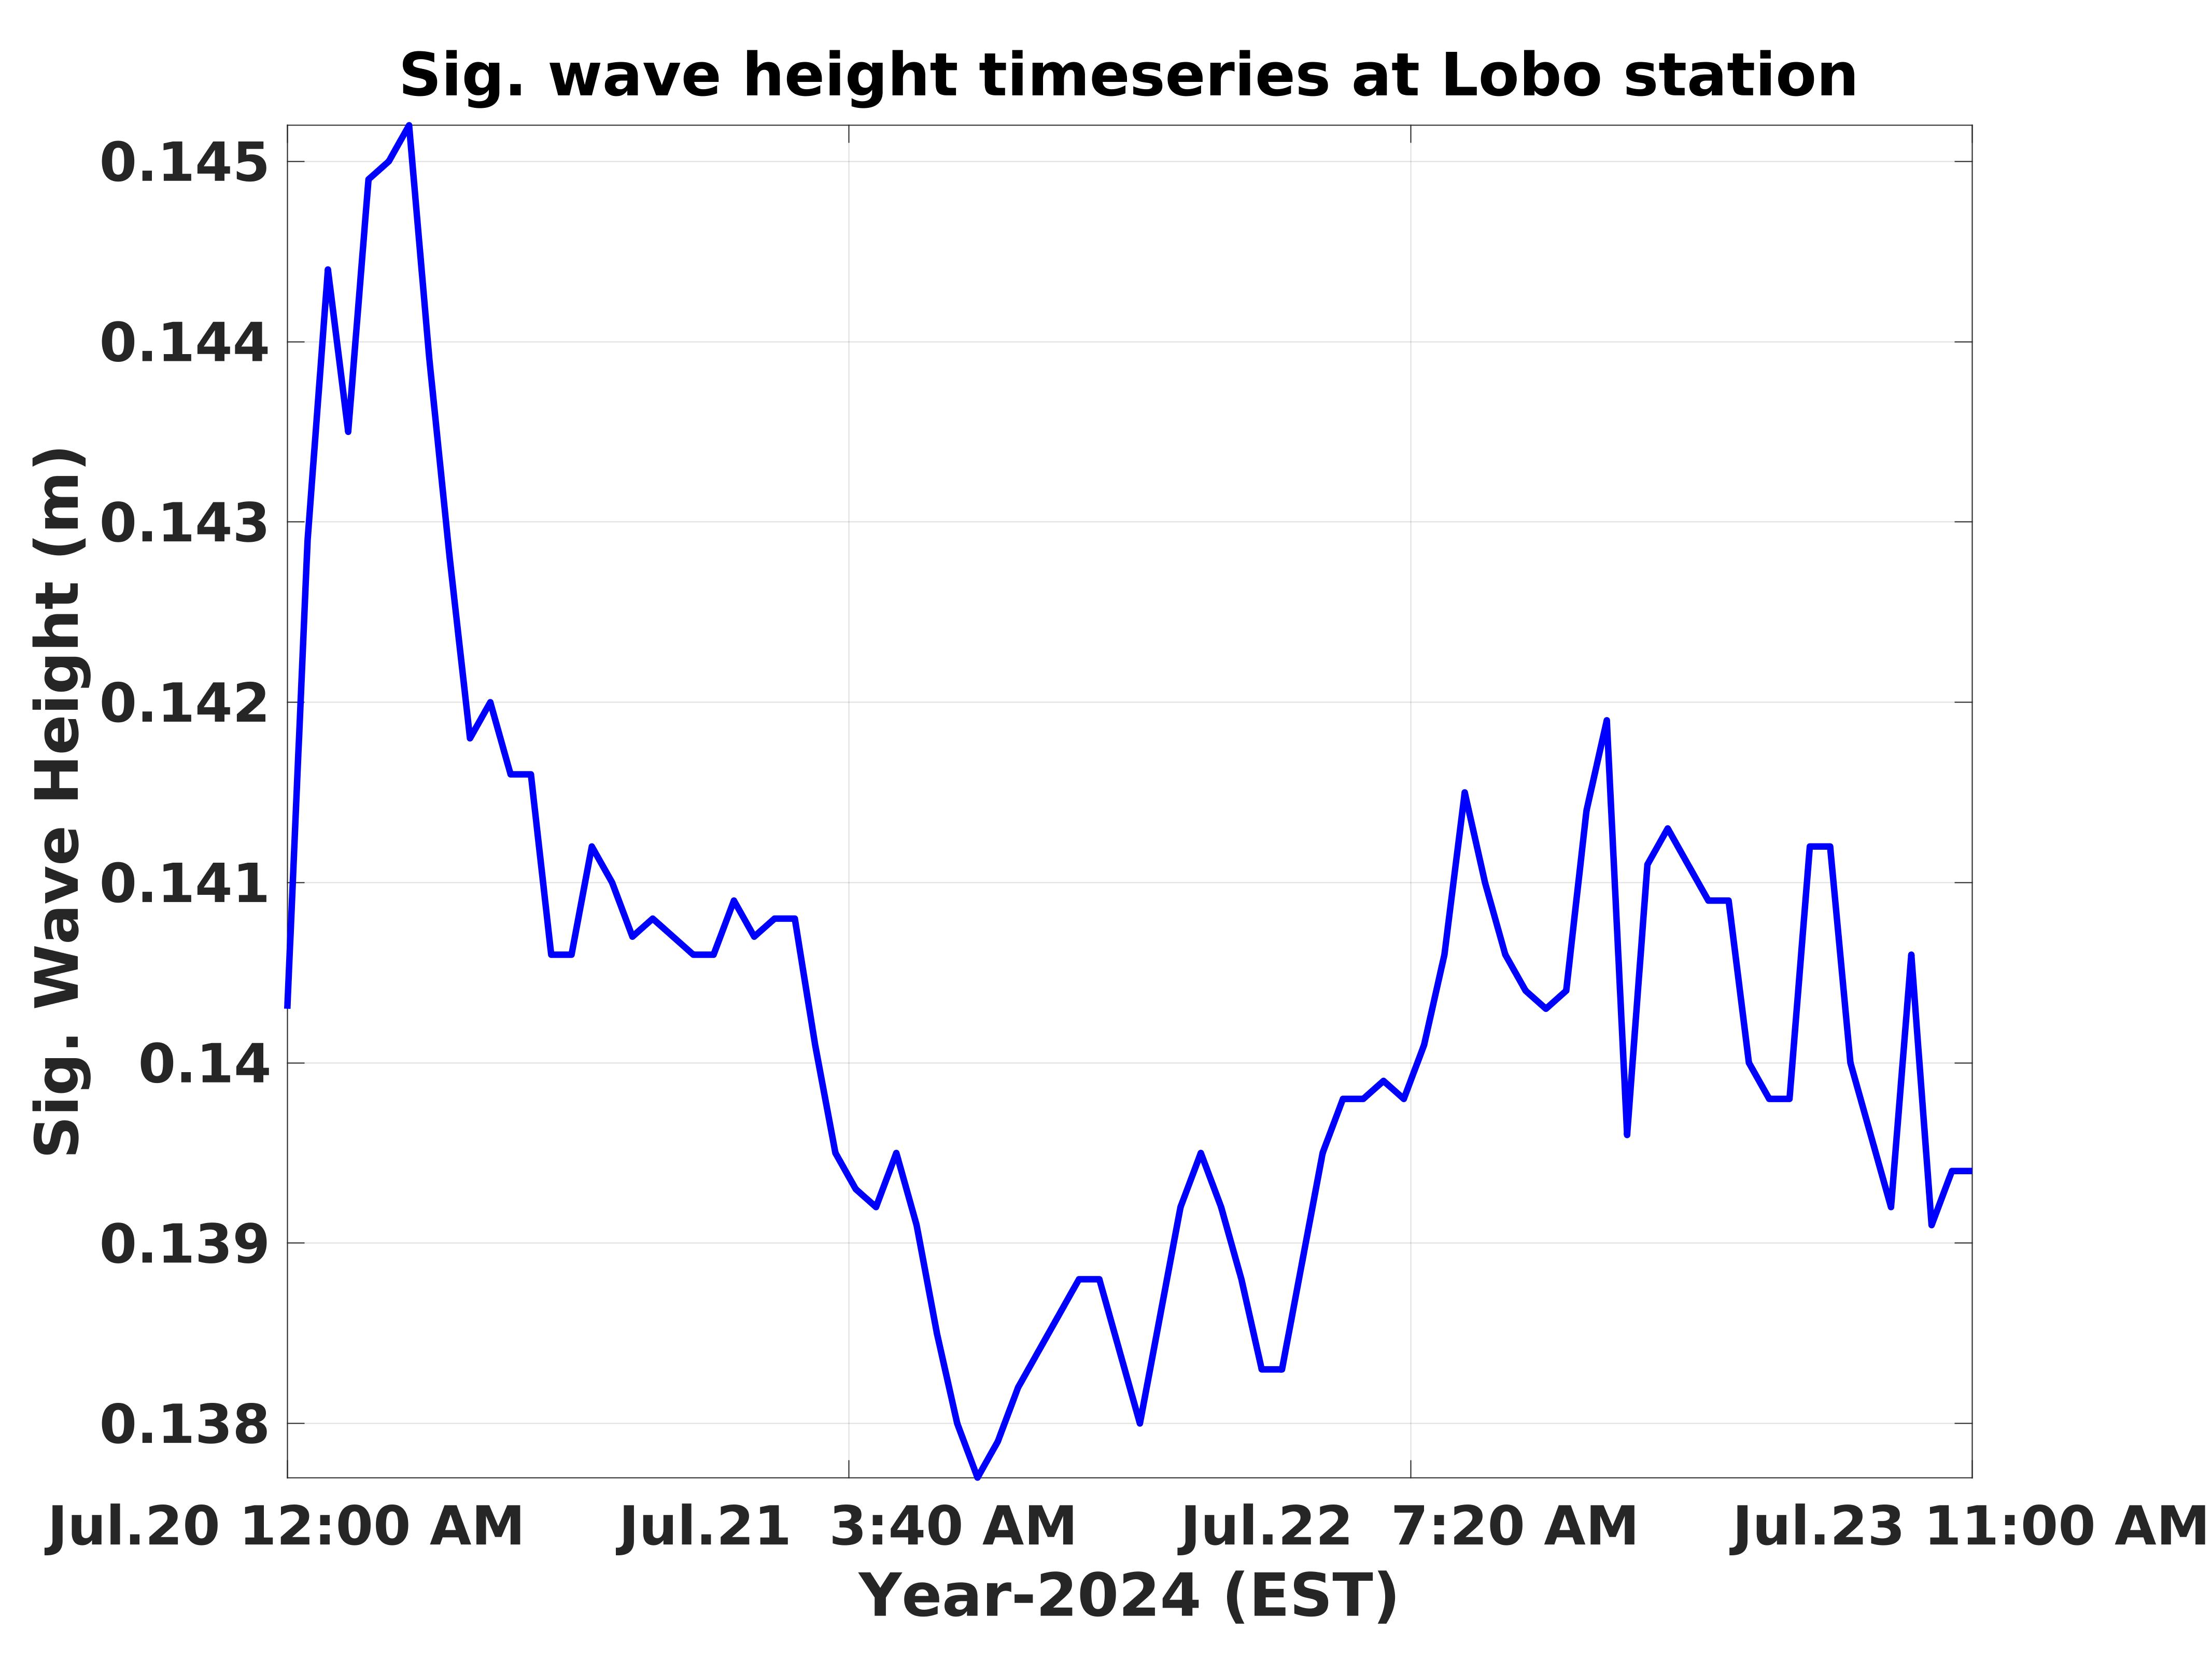 Sig. wave height timeseries at Lobo station
Sig. Wave Height (m)
0.145
0.144
0.143
0.142
0.141
0.14
0.139
0.138
Jul.20 12:00 AM Jul.21 3:40 AM Jul.22 7:20 AM Jul.23 11:00 AM
Year-2024 (EST)